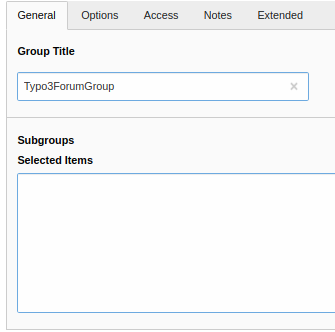 General Options Access Notes Extended
Group Title
Typo3ForumGroup
Subgroups
Selected Items